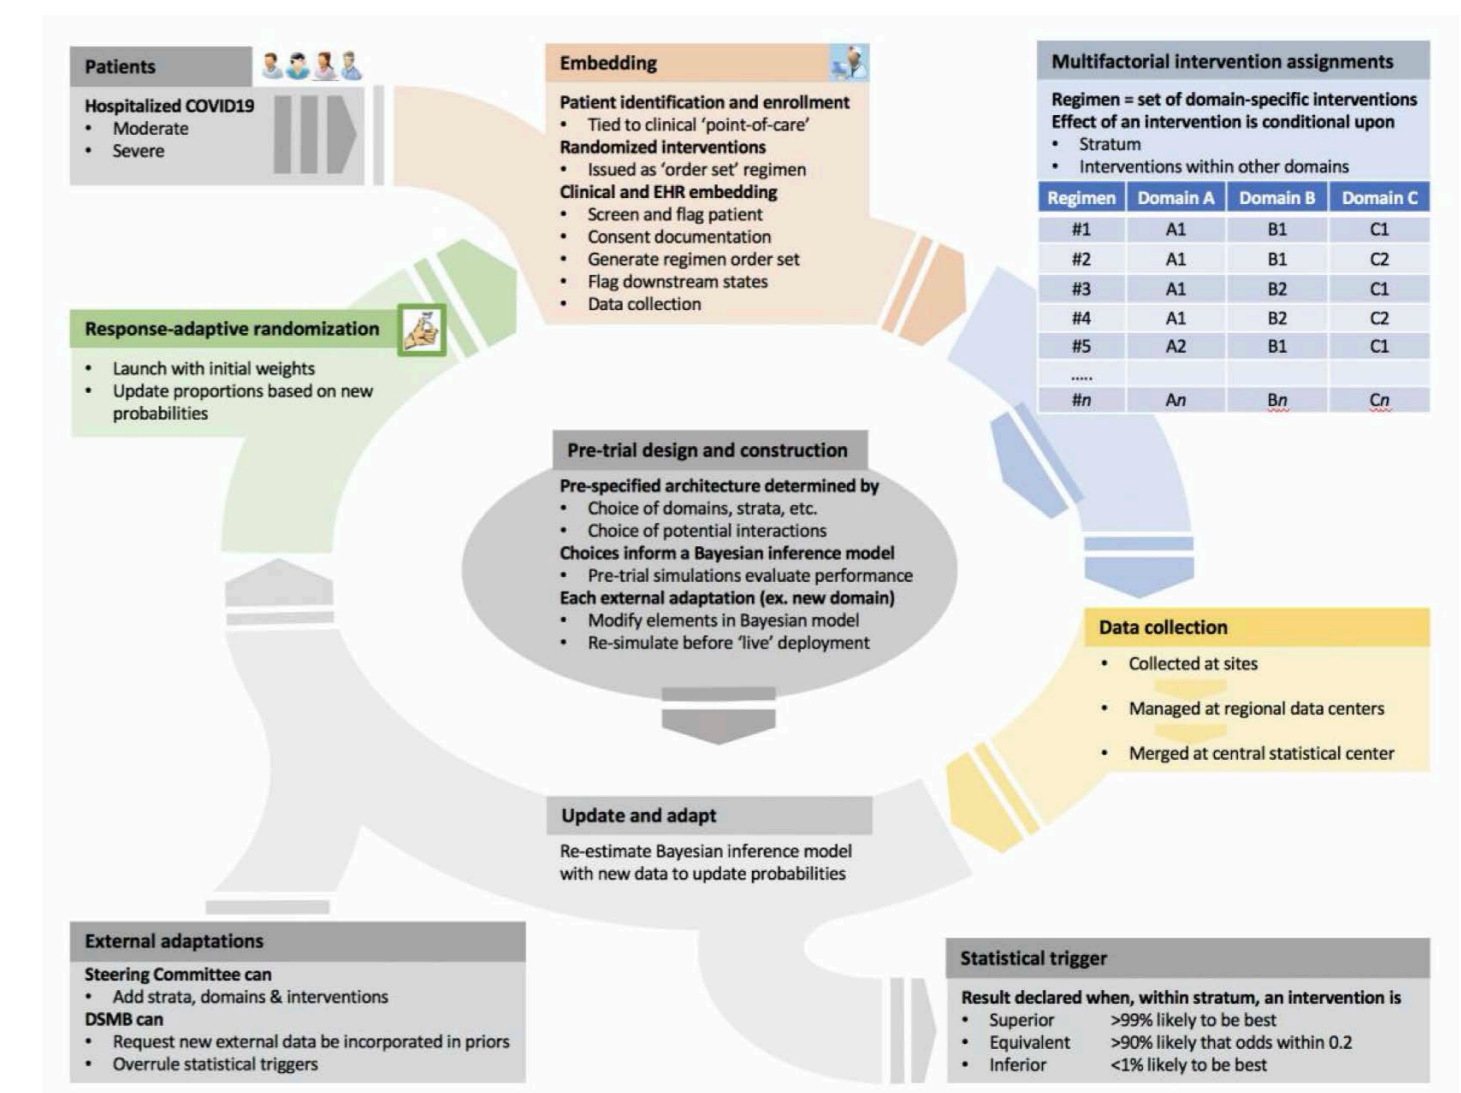 Patients
Hospitalized COVID19
• Moderate
• Severe
Embedding
Patient identification and enrollment
• Tied to clinical ‘point-of-care’
Randomized interventions
• Issued as ‘order set’ regimen
Clinical and EHR embedding
• Screen and flag patient
• Consent documentation
• Generate regimen order set
• Flag downstream states
• Data collection
Multifactorial intervention assignments
Regimen = set of domain-specific interventions
Effect of an intervention is conditional upon
• Stratum
• Interventions within other domains
Regimen Domain A Domain B Domain C
#1 A1 B1 C1
#2 A1 B1 C2
#3 A1 B2 C1
#4 A1 B2 C2
#5 A2 B1 C1
.....
#n An Bn Cn
Response-adaptive randomization
• Launch with initial weights
• Update proportions based on new
probabilities
Pre-trial design and construction
Pre-specified architecture determined by
• Choice of domains, strata, etc.
• Choice of potential interactions
Choices inform a Bayesian inference model
• Pre-trial simulations evaluate performance
Each external adaptation (ex. new domain)
• Modify elements in Bayesian model
• Re-simulate before ‘live’ deployment
Data collection
• Collected at sites
• Managed at regional data centers
• Merged at central statistical center
Update and adapt
Re-estimate Bayesian inference model
with new data to update probabilities
External adaptations
Steering Committee can
• Add strata, domains & interventions
DSMB can
• Request new external data be incorporated in priors
• Overrule statistical triggers
Statistical trigger
Result declared when, within stratum, an intervention is
• Superior >99% likely to be best
• Equivalent >90% likely that odds within 0.2
• Inferior <1% likely to be best